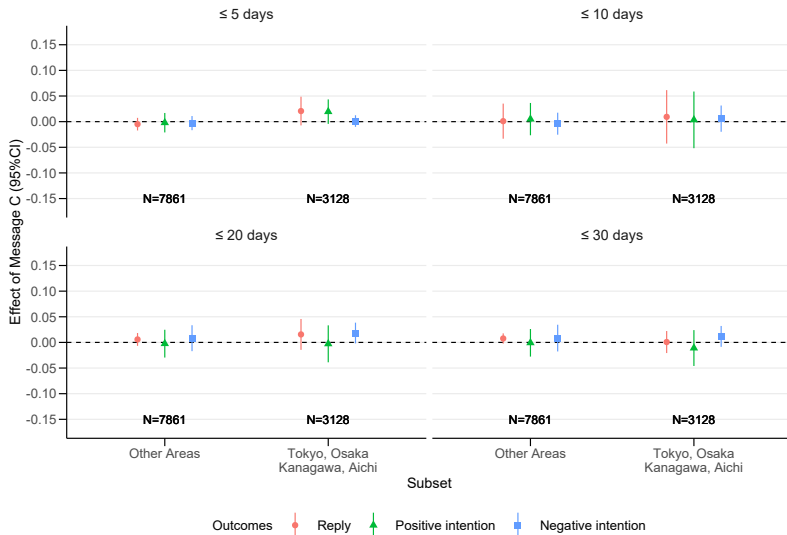 ≤ 5 days
≤ 10 days
0.15
0.10
0.05
0.00
-0.05
-0.10
-0.15
N=7861
N=3128
N=7861
N=3128
≤ 20 days
≤ 30 days
0.15
0.10
0.05
0.00
-0.05
-0.10
-0.15
N=7861
N=3128
N=7861
N=3128
Effect of Message C (95%CI)
Other Areas
Tokyo, Osaka
Kanagawa, Aichi
Other Areas
Tokyo, Osaka
Kanagawa, Aichi
Subset
Outcomes Reply Positive intention Negative intention